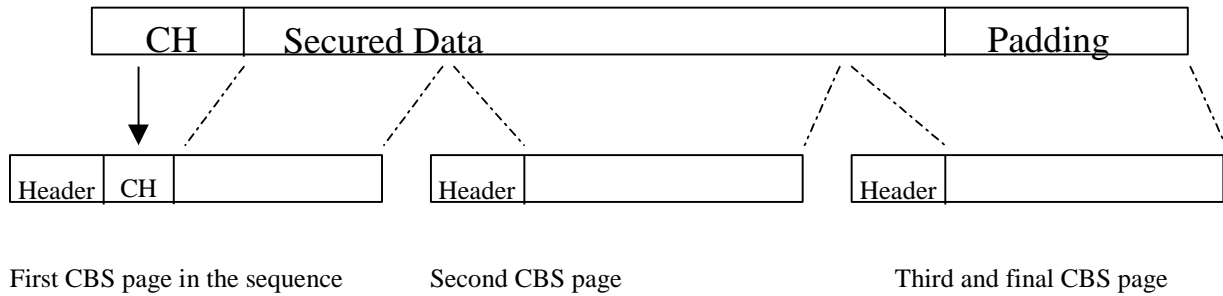 CH Secured Data Padding
Header CH Header Header
First CBS page in the sequence Second CBS page Third and final CBS page